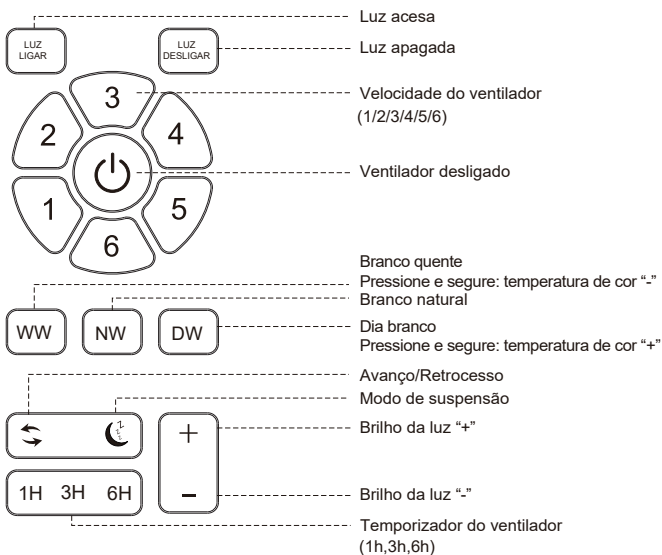 LUZ
LIGAR
LUZ
DESLIGAR
Luz acesa
Luz apagada
3
2
4
1
5
6
Velocidade do ventilador
(1/2/3/4/5/6)
Ventilador desligado
Branco quente
Pressione e segure: temperatura de cor “-”
Branco natural
WW
NW
DW
Dia branco
Pressione e segure: temperatura de cor “+”
Avanço/Retrocesso
Modo de suspensão
z z z
+
Brilho da luz “+”
1H 3H 6H
−
Brilho da luz “-”
Temporizador do ventilador
(1h,3h,6h)